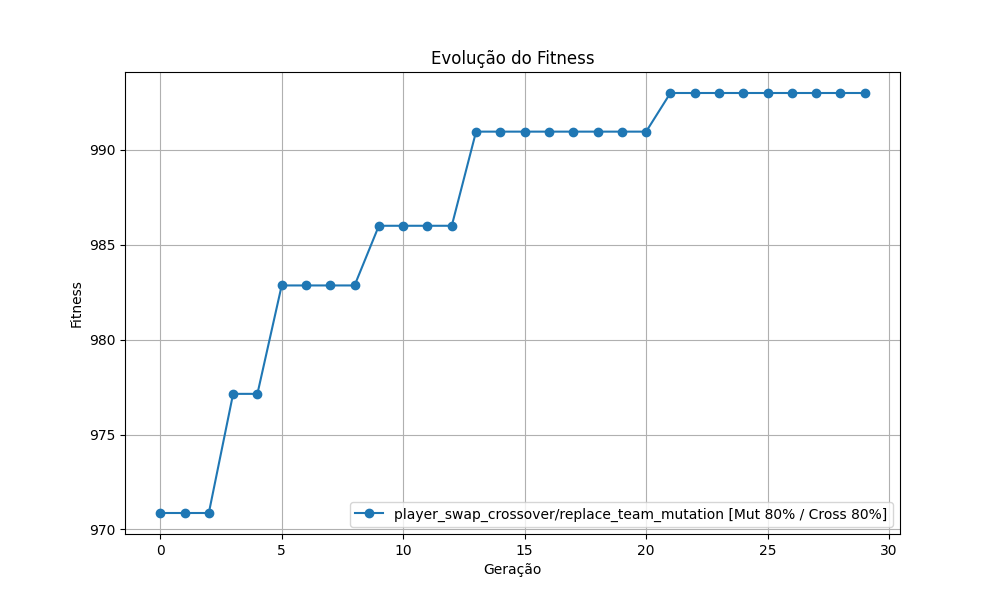 Evolução do Fitness
Fitness
990
985
980
975
970
player_swap_crossover/replace_team_mutation [Mut 80% / Cross 80%]
0 5 10 15 20 25 30
Geração